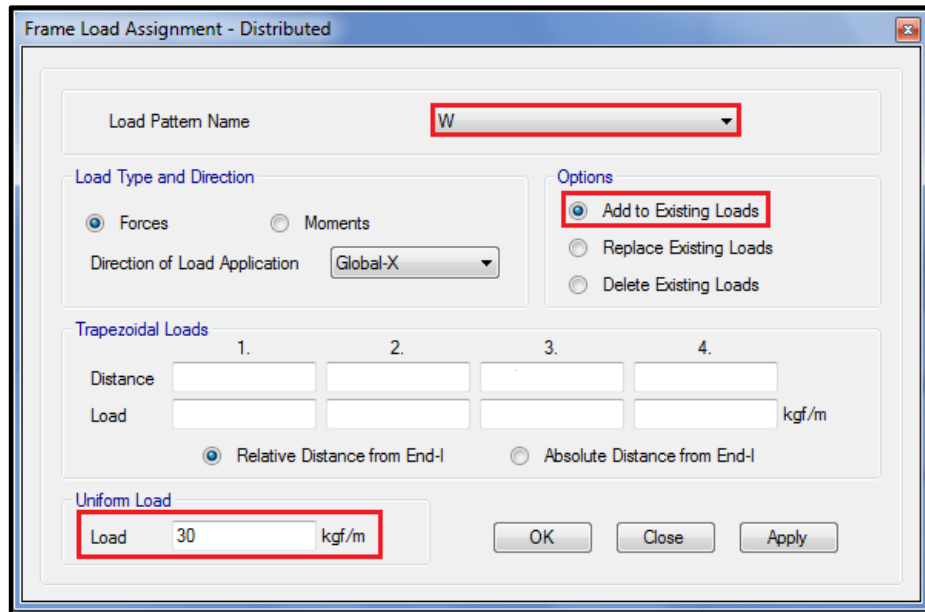 Frame Load Assignment - Distributed
Load Pattern Name W
Load Type and Direction
Forces Moments
Direction of Load Application Global-X
Options
Add to Existing Loads
Replace Existing Loads
Delete Existing Loads
Trapezoidal Loads
1. 2. 3. 4.
Distance
Load kgf/m
Relative Distance from End-I Absolute Distance from End-I
Uniform Load
Load 30 kgf/m
OK Close Apply